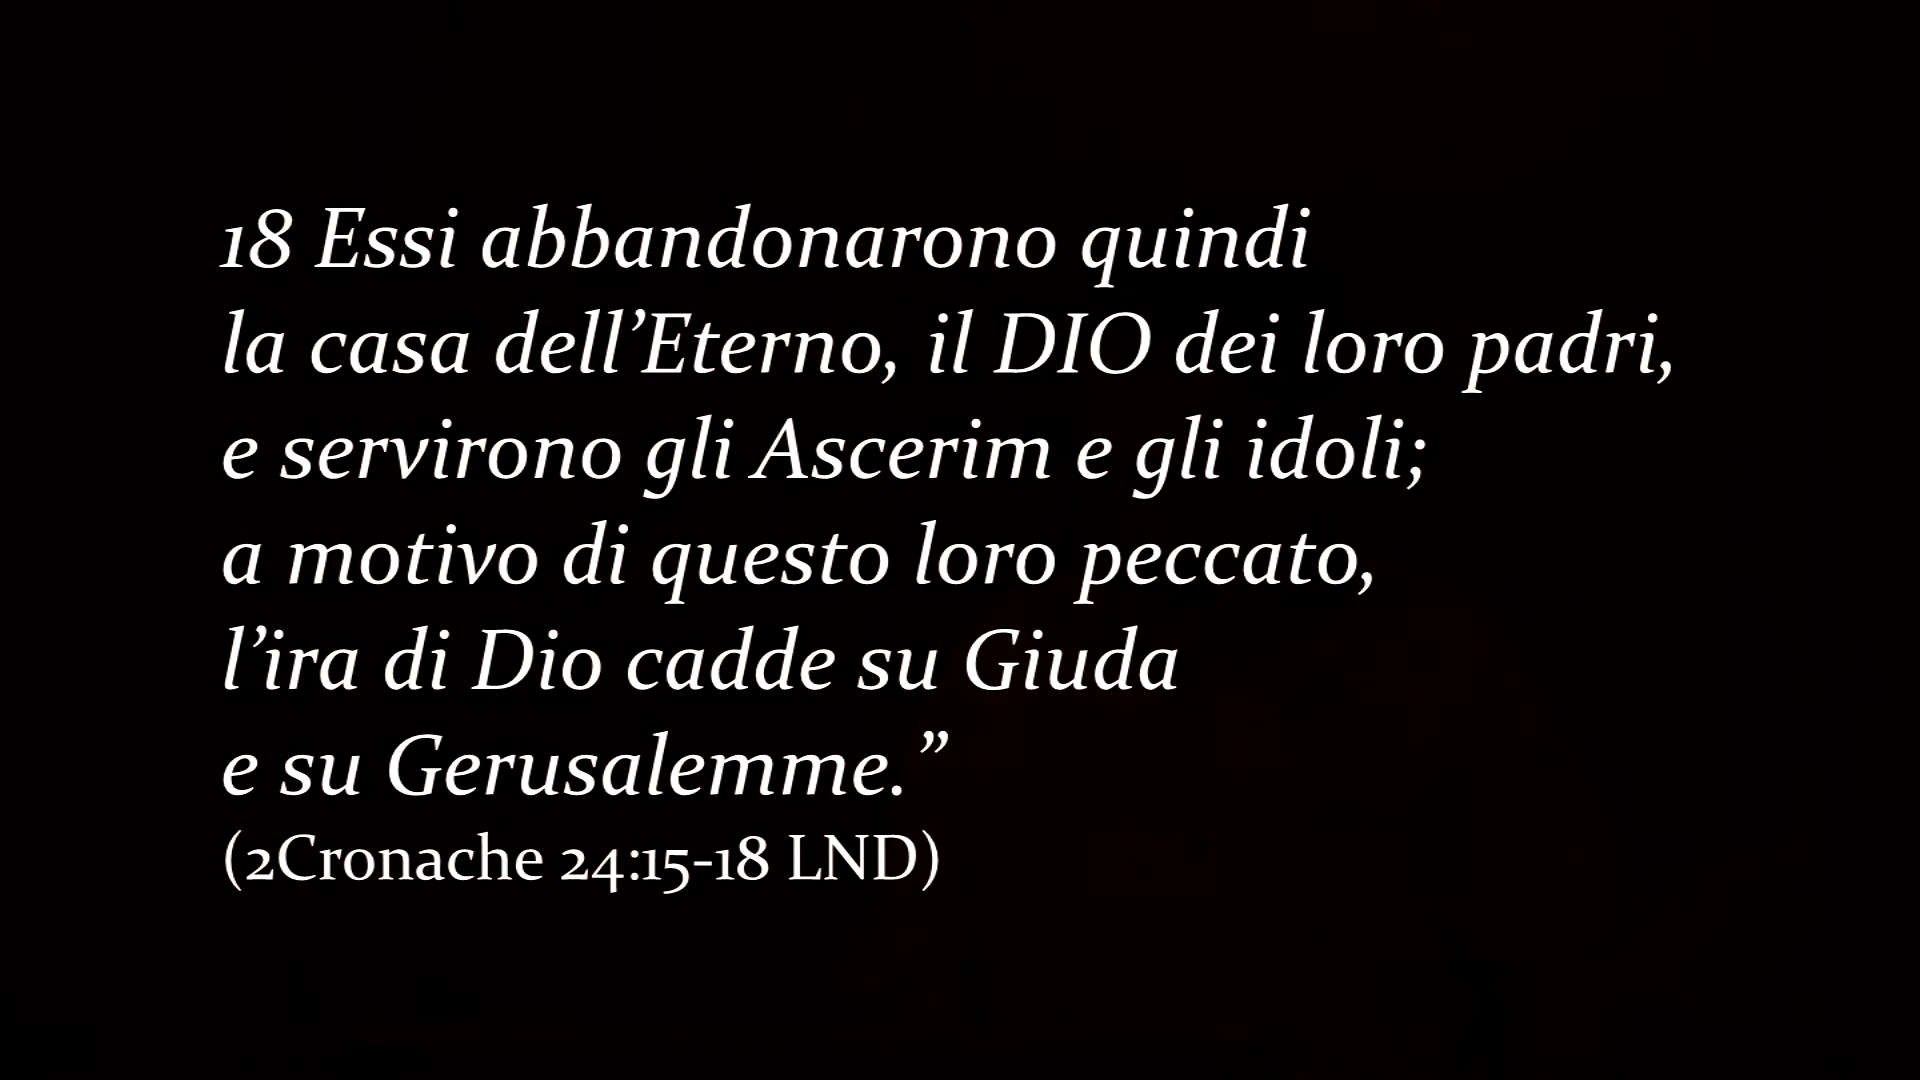 18 Essi abbandonarono quindi
la casa dell’Eterno, il DIO dei loro padri,
e servirono gli Ascerim e gli idoli;
a motivo di questo loro peccato,
l’ira di Dio cadde su Giuda
e su Gerusalemme.”
(2Cronache 24:15-18 LND)